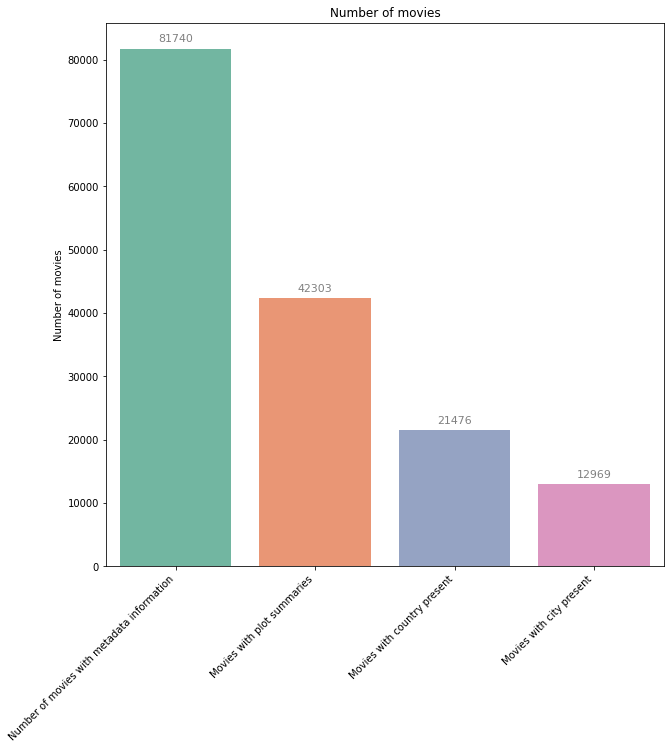 Number of movies
81740
42303
21476
12969
80000
70000
60000
50000
40000
30000
20000
10000
0
Number of movies
Number of movies with metadata information
Movies with plot summaries
Movies with country present
Movies with city present